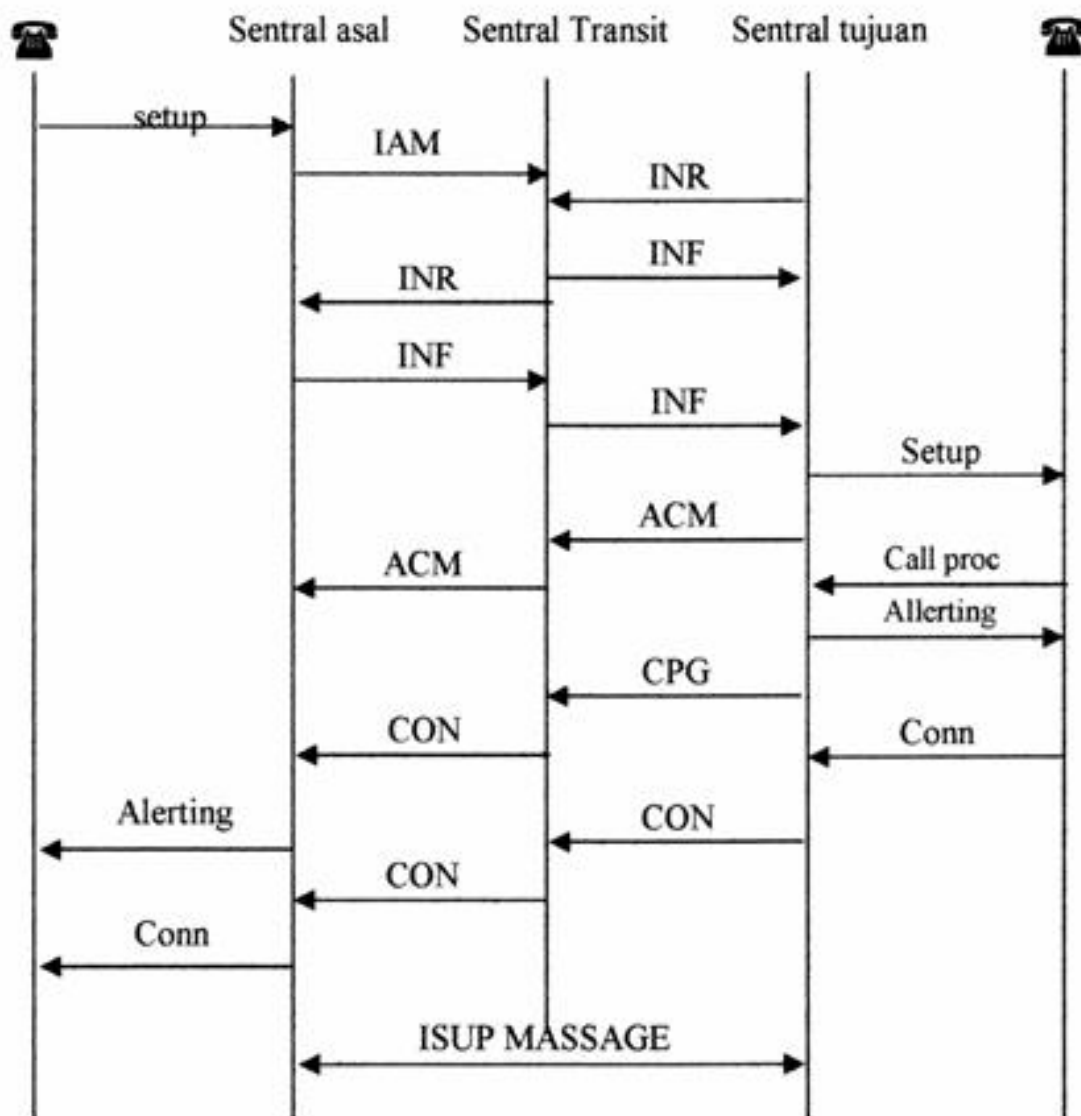 Sentral asal
Sentral Transit
Sentral tujuan
setup
IAM
INR
INF
INR
INF
INF
Setup
ACM
Call proc
ACM
Allerting
CPG
CON
Conn
Alerting
CON
CON
Conn
ISUP MASSAGE